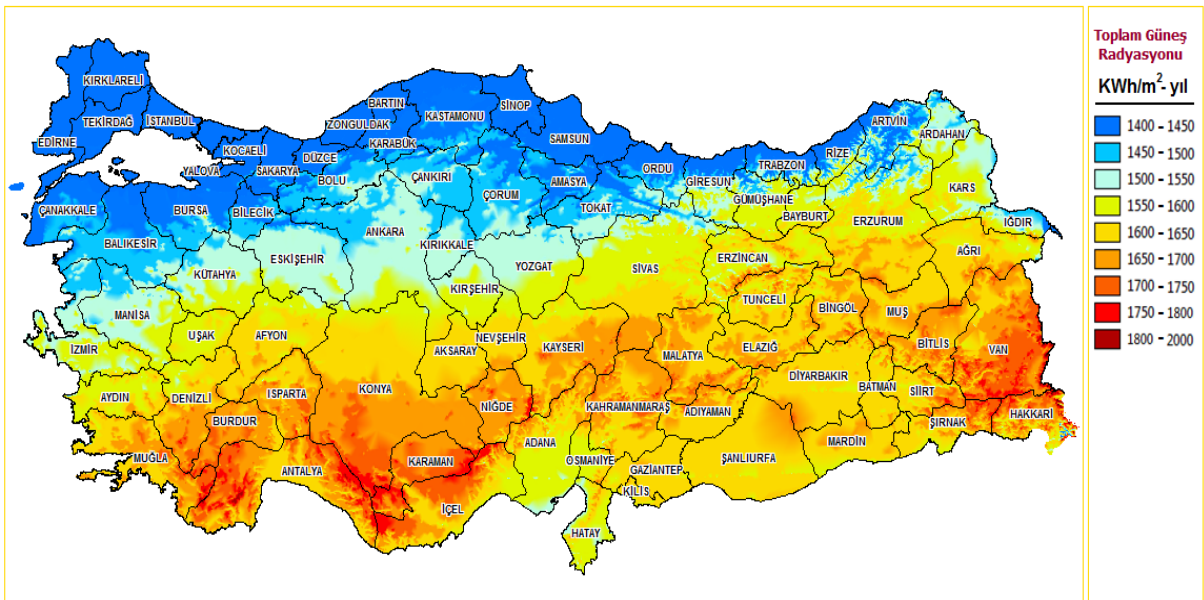 KIRKLARELİ
TEKİRDAĞ
İSTANBUL
EDİRNE
KOCAELİ
YALOVA
SAKARYA
DÜZCE
BOLU
ZONGULDAK
BARTIN
KARABÜK
KASTAMONU
SİNOP
SAMSUN
ÇANKIRI
ÇORUM
AMASYA
TOKAT
ORDU
GİRESUN
TRABZON
RİZE
ARTVİN
ARDAHAN
KARS
GÜMÜŞHANE
BAYBURT
ERZURUM
IĞDIR
AĞRI
ÇANAKKALE
BURSA
BİLECİK
BALIKEŞİR
KÜTAHYA
ESKİŞEHİR
ANKARA
KIRIKKALE
KIRŞEHİR
YOZGAT
SİVAS
ERZİNCAN
TUNCELİ
BİNGÖL
MUŞ
BİTLİS
VAN
MANİSA
UŞAK
AFYON
İZMİR
AYDIN
DENİZLİ
ISPARTA
BURDUR
KONYA
AKSARAY
NEVŞEHİR
KAYSERİ
NİĞDE
MALATYA
ELAZIĞ
DİYARBAKIR
BATMAN
SİİRT
ŞIRNAK
HAKKARİ
MARDİN
KAHRAMANMARAŞ
ADIYAMAN
ŞANLIURFA
GAZİANTEP
KİLİS
OSMANİYE
ADANA
HATAY
MUĞLA
ANTALYA
KARAMAN
İÇEL
Toplam Güneş
Radyasyonu
KWh/m²- yıl
1400 - 1450
1450 - 1500
1500 - 1550
1550 - 1600
1600 - 1650
1650 - 1700
1700 - 1750
1750 - 1800
1800 - 2000